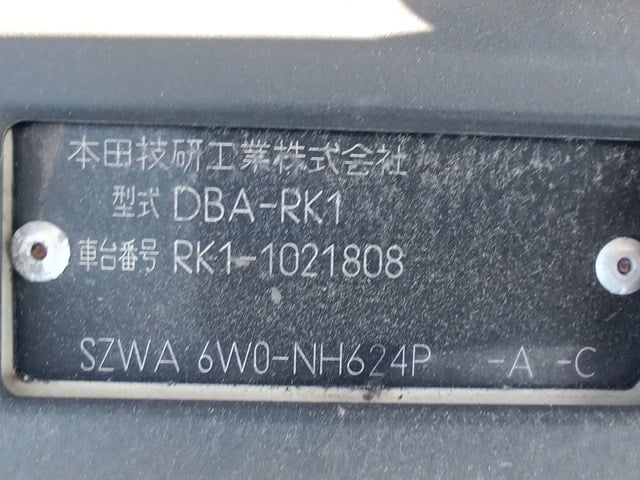 本田技研工業株式会社
型式 DBA-RK1
車台番号 RK1-1021808
SZWA 6W0-NH624P -A -C